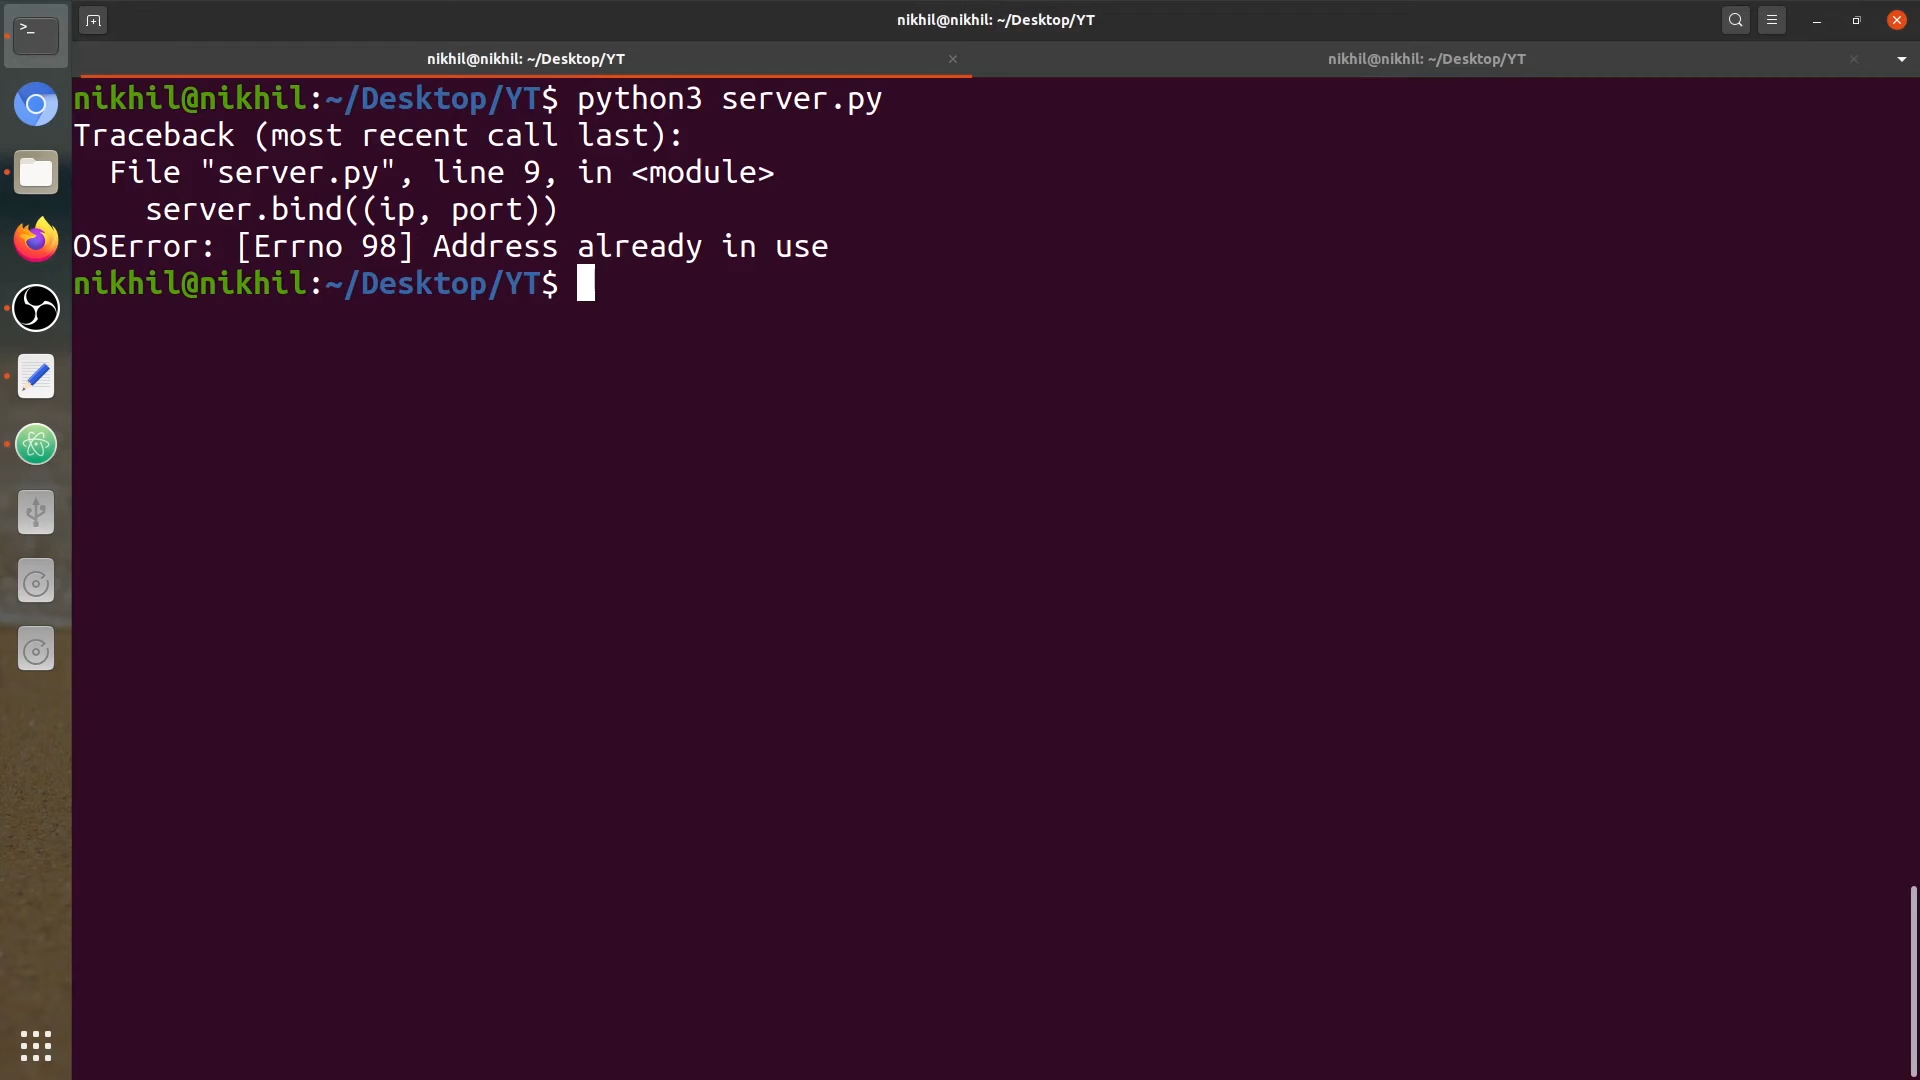 nikhil@nikhil: ~/Desktop/YT
nikhil@nikhil: ~/Desktop/YT
nikhil@nikhil: ~/Desktop/YT
nikhil@nikhil:~/Desktop/YT$ python3 server.py
Traceback (most recent call last):
  File "server.py", line 9, in <module>
    server.bind((ip, port))
OSError: [Errno 98] Address already in use
nikhil@nikhil:~/Desktop/YT$